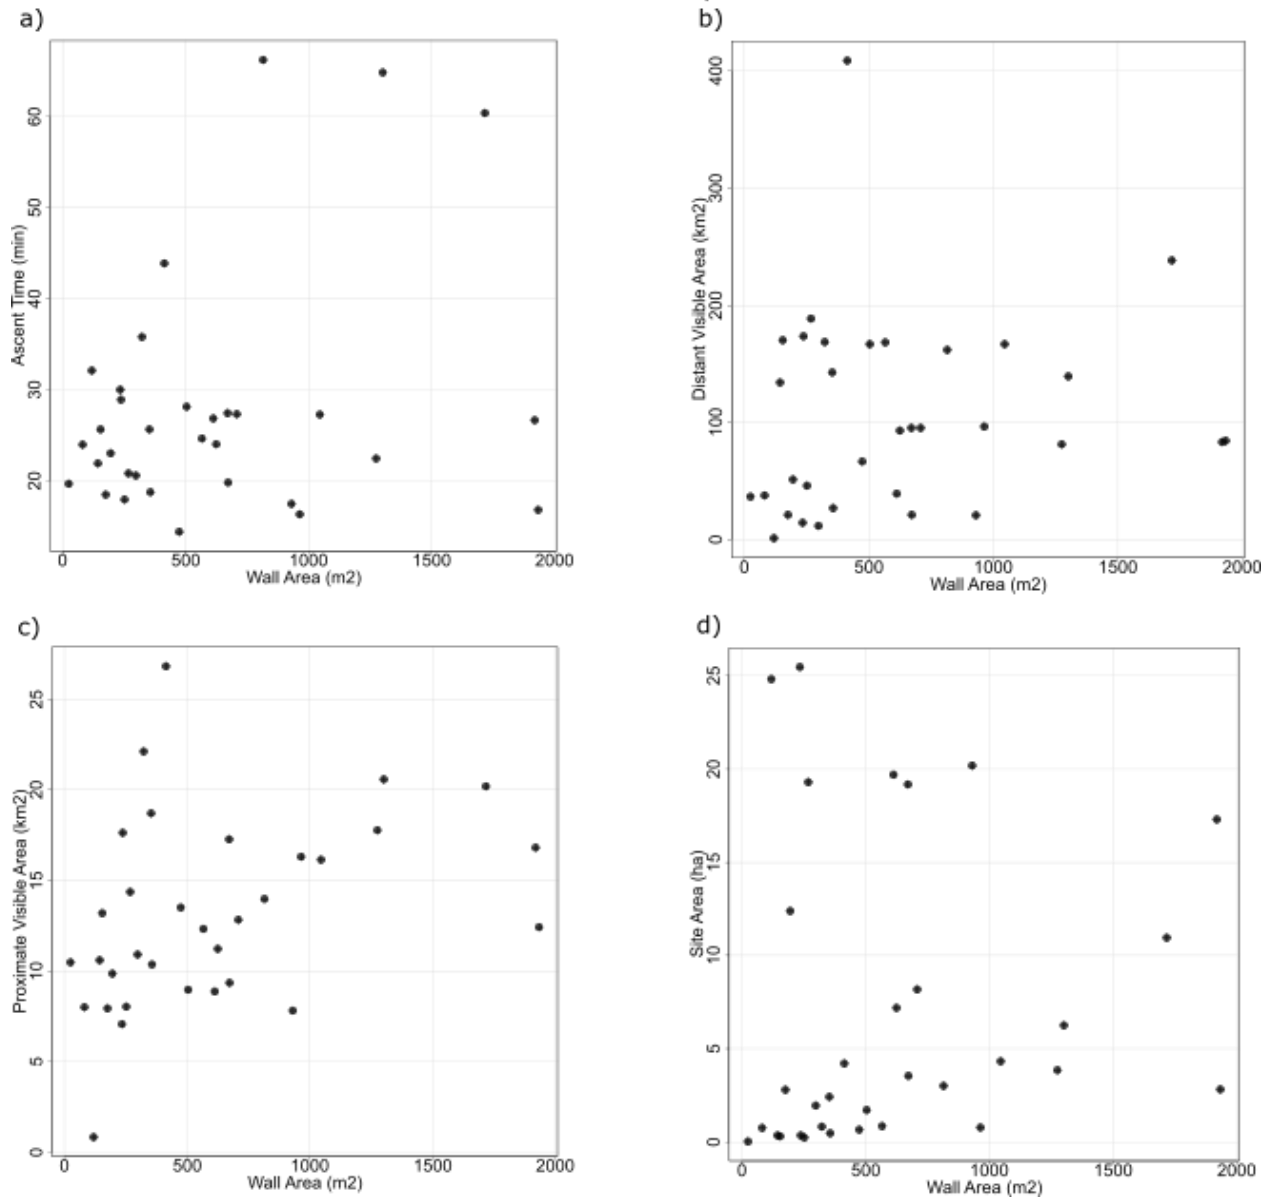 a)
60
50
40
30
20
Ascent Time (min)
0 500 1000 1500 2000
Wall Area (m2)
b)
400
300
200
100
0
Distant Visible Area (km2)
0 500 1000 1500 2000
Wall Area (m2)
c)
25
20
15
10
5
0
Proximate Visible Area (km2)
0 500 1000 1500 2000
Wall Area (m2)
d)
25
20
15
10
5
0
Site Area (ha)
0 500 1000 1500 2000
Wall Area (m2)